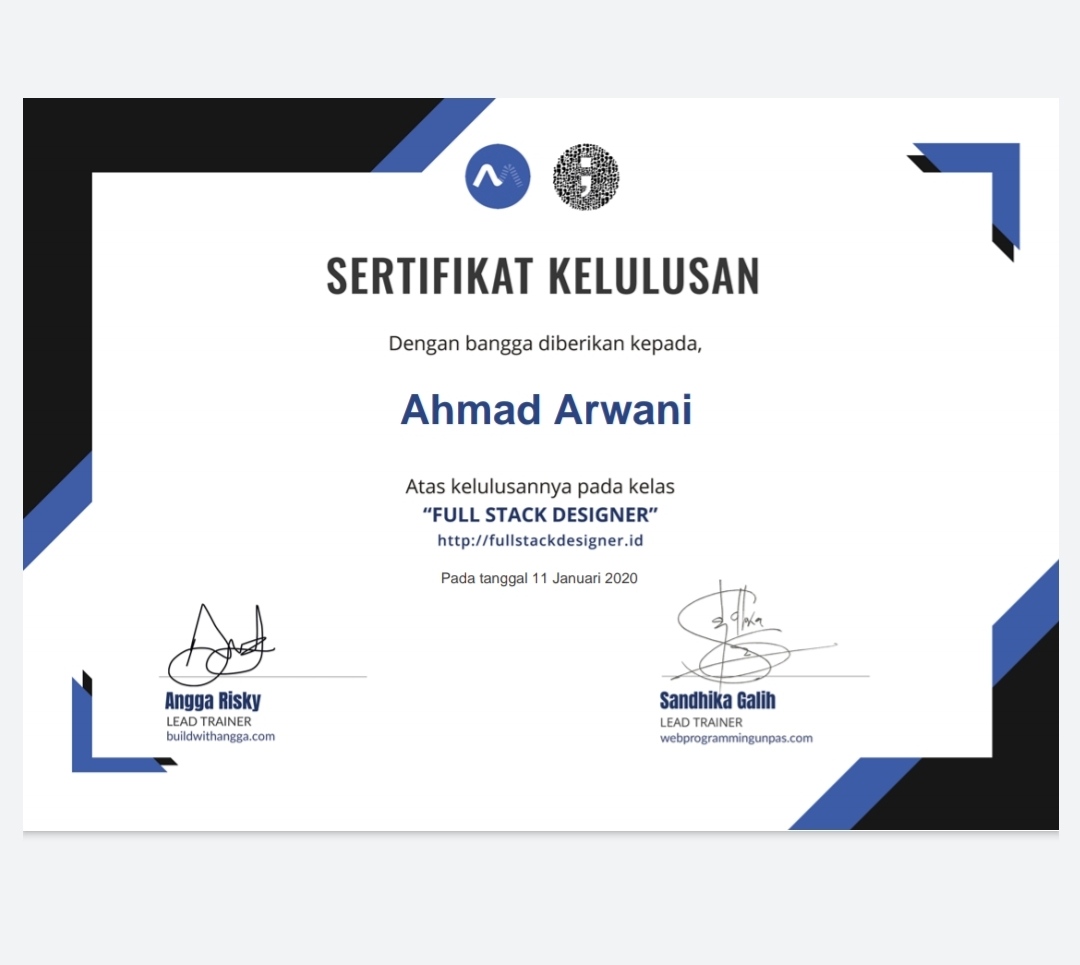 SERTIFIKAT KELULUSAN
Dengan bangga diberikan kepada,
Ahmad Arwani
Atas kelulusannya pada kelas
“FULL STACK DESIGNER”
http://fullstackdesigner.id
Pada tanggal 11 Januari 2020
Angga Risky
LEAD TRAINER
buildwithangga.com
Sandhika
Sandhika Galih
LEAD TRAINER
webprogrammingunpas.com